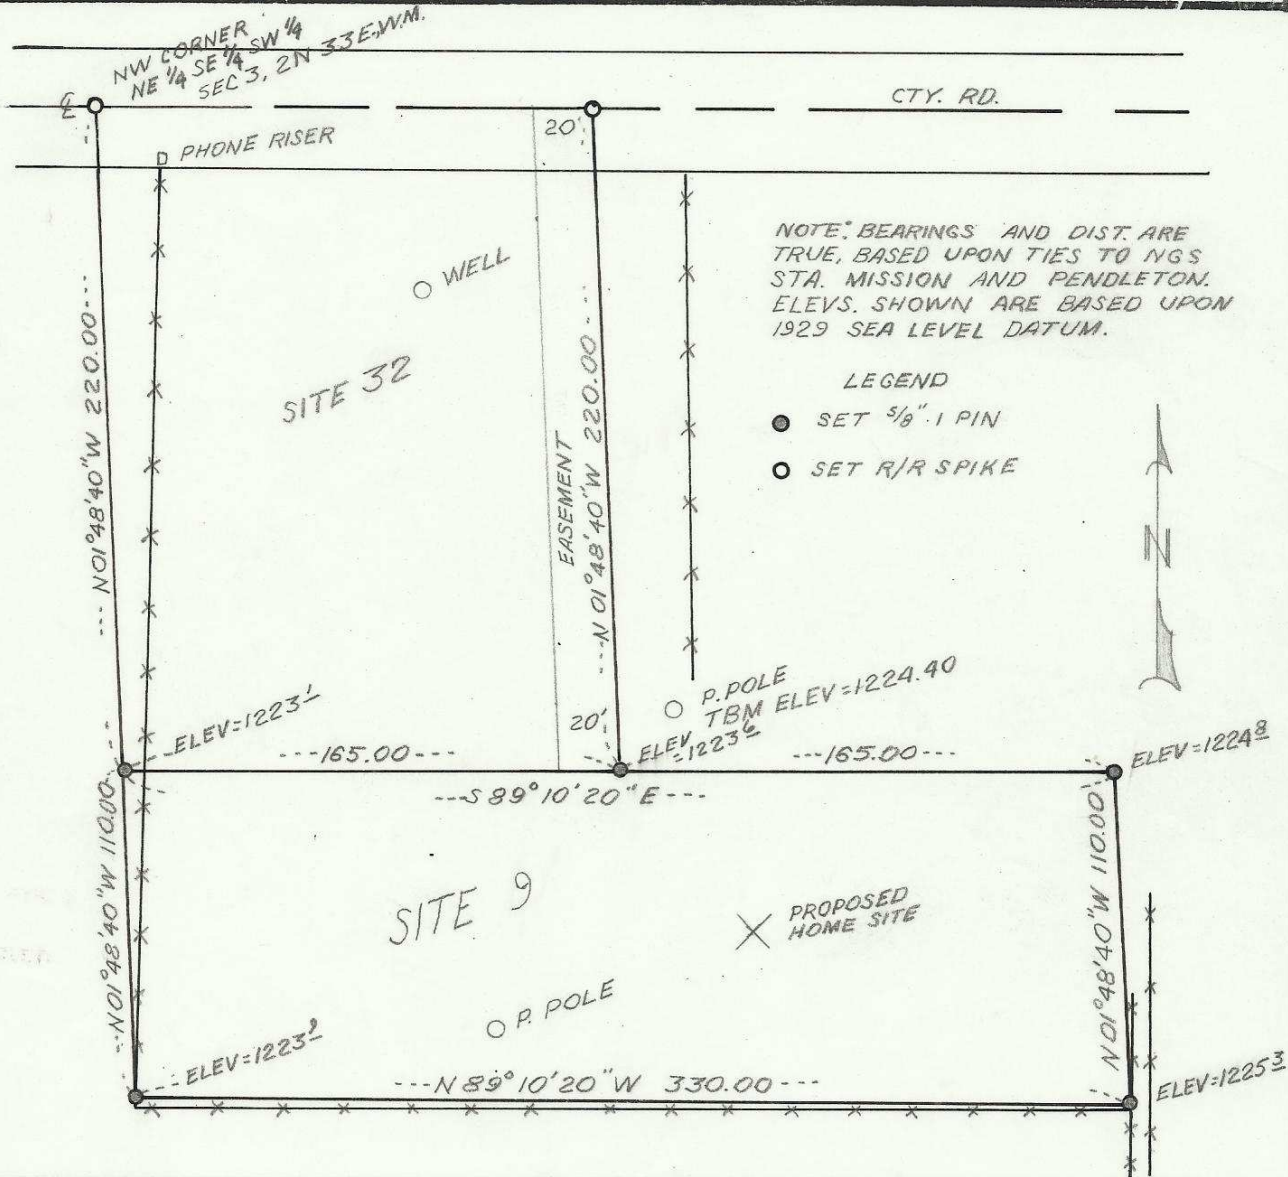 NW CORNER
NE 1/4 SE 1/4 SW 1/4
SEC 3, 2N 33 E., W.M.
℄
CTY. RD.
20'
D PHONE RISER
NOTE: BEARINGS AND DIST. ARE
TRUE, BASED UPON TIES TO NGS
STA. MISSION AND PENDLETON.
ELEVS. SHOWN ARE BASED UPON
1929 SEA LEVEL DATUM.
WELL
SITE 32
LEGEND
SET 5/8" I PIN
SET R/R SPIKE
---N01°48'40"W 220.00---
EASEMENT
---N 01°48'40"W 220.00---
N
P. POLE
TBM ELEV = 1224.40
20'
ELEV=1223 1
ELEV
=1223 6
ELEV=1224 8
---165.00---
---165.00---
---S 89°10'20"E---
---N01°48'40"W 110.00
N01°48'40"W 110.00
SITE 9
PROPOSED
HOME SITE
P. POLE
ELEV=1223 9
---N 89°10'20"W 330.00---
ELEV=1225 3